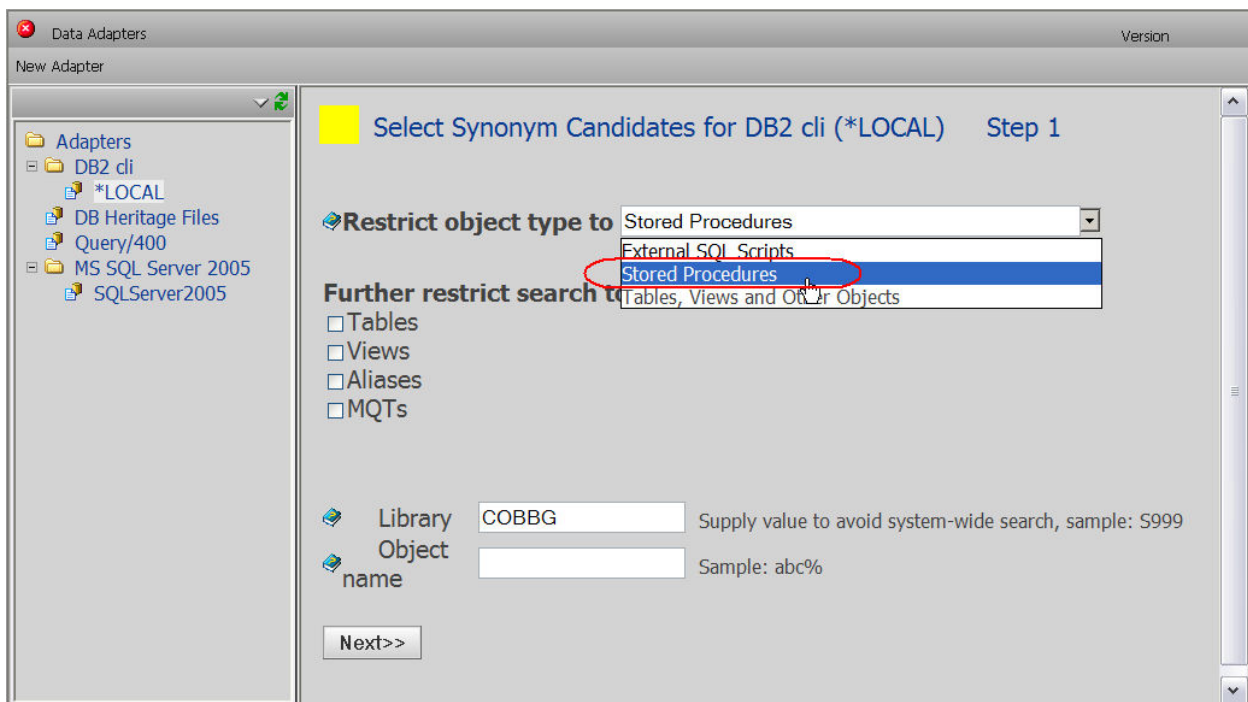 Data Adapters
Version
New Adapter
Adapters
DB2 cli
*LOCAL
DB Heritage Files
Query/400
MS SQL Server 2005
SQLServer2005
Select Synonym Candidates for DB2 cli (*LOCAL) Step 1
Restrict object type to Stored Procedures
External SQL Scripts
Stored Procedures
Tables, Views and Other Objects
Further restrict search to
Tables
Views
Aliases
MQTs
Library COBBG Supply value to avoid system-wide search, sample: S999
Object
name Sample: abc%
Next>>